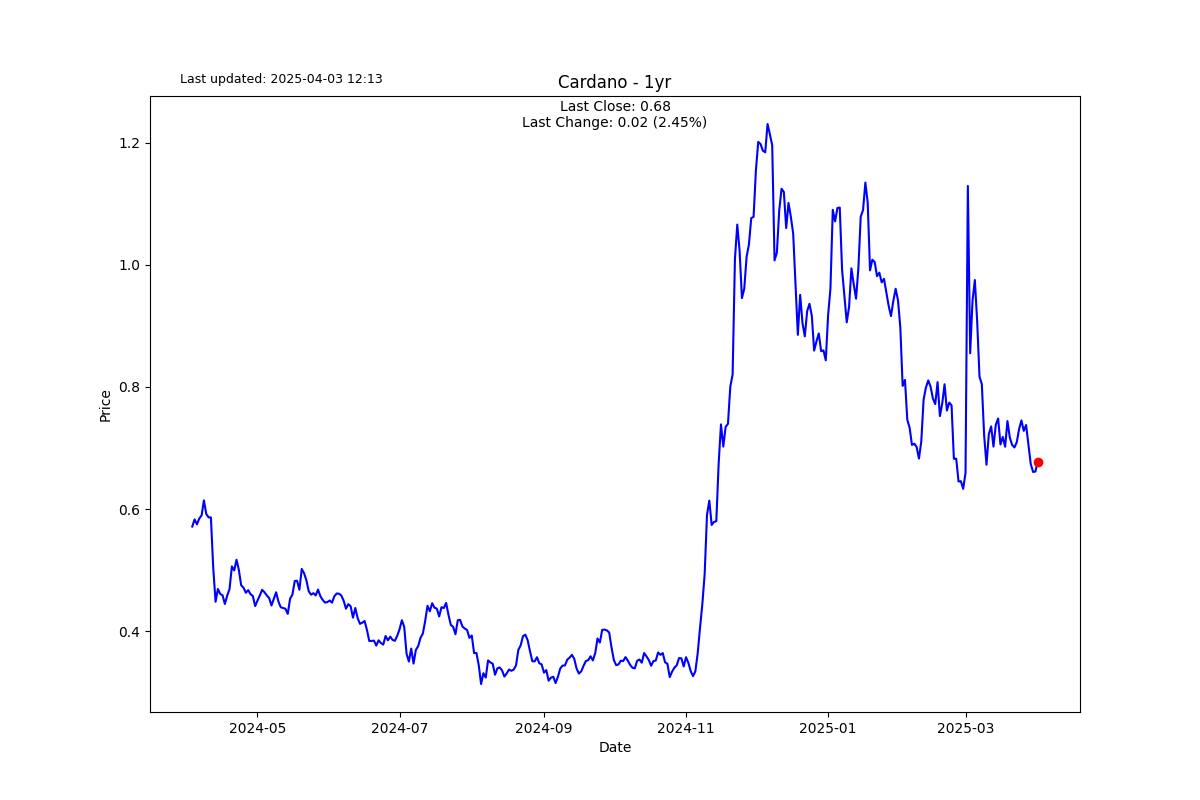 Last updated: 2025-04-03 12:13
Cardano - 1yr
Last Close: 0.68
Last Change: 0.02 (2.45%)
1.2
1.0
0.8
0.6
0.4
Price
2024-05
2024-07
2024-09
2024-11
2025-01
2025-03
Date